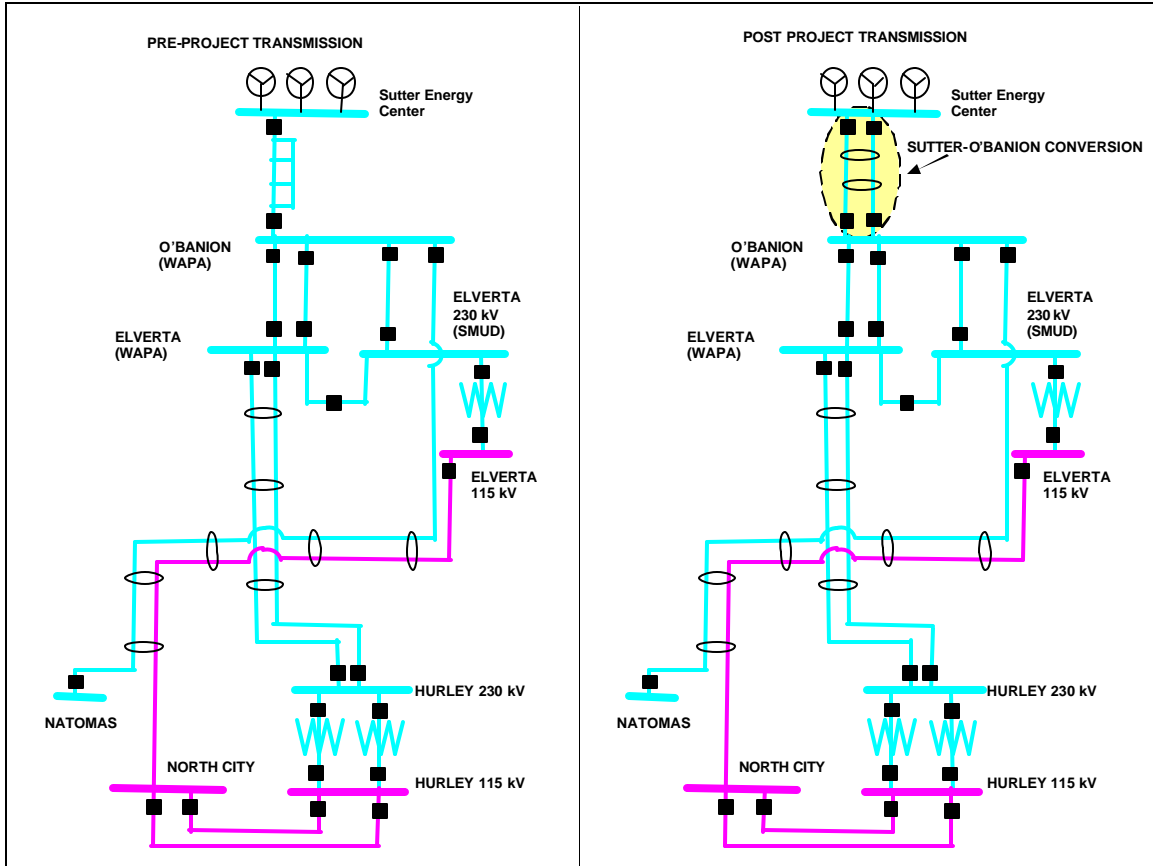 PRE-PROJECT TRANSMISSION
Sutter Energy
Center
O'BANION
(WAPA)
ELVERTA
230 kV
(SMUD)
ELVERTA
(WAPA)
ELVERTA
115 kV
HURLEY 230 kV
NATOMAS
NORTH CITY
HURLEY 115 kV
POST PROJECT TRANSMISSION
Sutter Energy
Center
SUTTER-O'BANION CONVERSION
O'BANION
(WAPA)
ELVERTA
230 kV
(SMUD)
ELVERTA
(WAPA)
ELVERTA
115 kV
HURLEY 230 kV
NATOMAS
NORTH CITY
HURLEY 115 kV